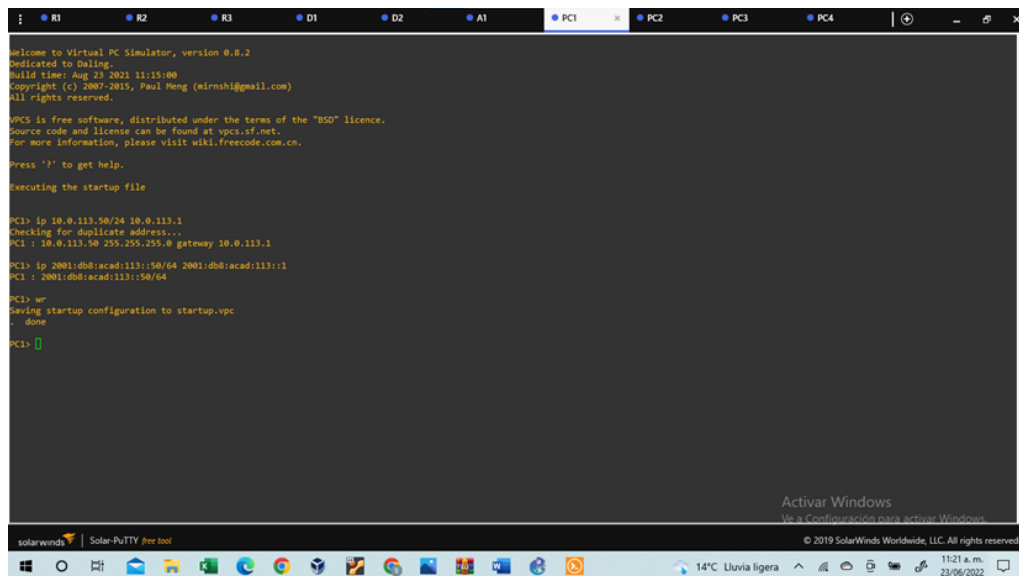 R1 R2 R3 D1 D2 A1 PC1 × PC2 PC3 PC4
Welcome to Virtual PC Simulator, version 0.8.2
Dedicated to Daling.
Build time: Aug 23 2021 11:15:00
Copyright (c) 2007-2015, Paul Meng (mirnshi@gmail.com)
All rights reserved.
VPCS is free software, distributed under the terms of the "BSD" licence.
Source code and license can be found at vpcs.sf.net.
For more information, please visit wiki.freecode.com.cn.
Press '?' to get help.
Executing the startup file
PC1> ip 10.0.113.50/24 10.0.113.1
Checking for duplicate address...
PC1 : 10.0.113.50 255.255.255.0 gateway 10.0.113.1
PC1> ip 2001:db8:acad:113::50/64 2001:db8:acad:113::1
PC1 : 2001:db8:acad:113::50/64
PC1> wr
Saving startup configuration to startup.vpc
. done
PC1>
Activar Windows
Ve a Configuración para activar Windows.
solarwinds | Solar-PuTTY free tool © 2019 SolarWinds Worldwide, LLC. All rights reserved
14°C Lluvia ligera 11:21 a. m.
23/06/2022